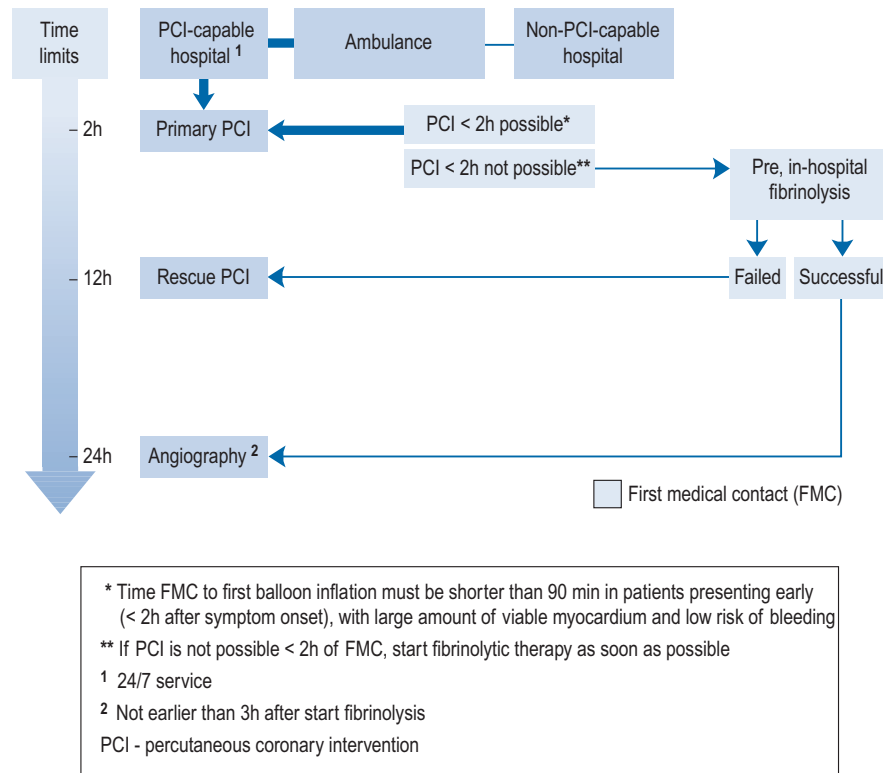 Time
limits
PCI-capable
hospital 1
Ambulance
Non-PCI-capable
hospital
2h
Primary PCI
PCI < 2h possible*
PCI < 2h not possible**
Pre, in-hospital
fibrinolysis
12h
Rescue PCI
Failed
Successful
24h
Angiography 2
First medical contact (FMC)
* Time FMC to first balloon inflation must be shorter than 90 min in patients presenting early
(< 2h after symptom onset), with large amount of viable myocardium and low risk of bleeding
** If PCI is not possible < 2h of FMC, start fibrinolytic therapy as soon as possible
1 24/7 service
2 Not earlier than 3h after start fibrinolysis
PCI - percutaneous coronary intervention